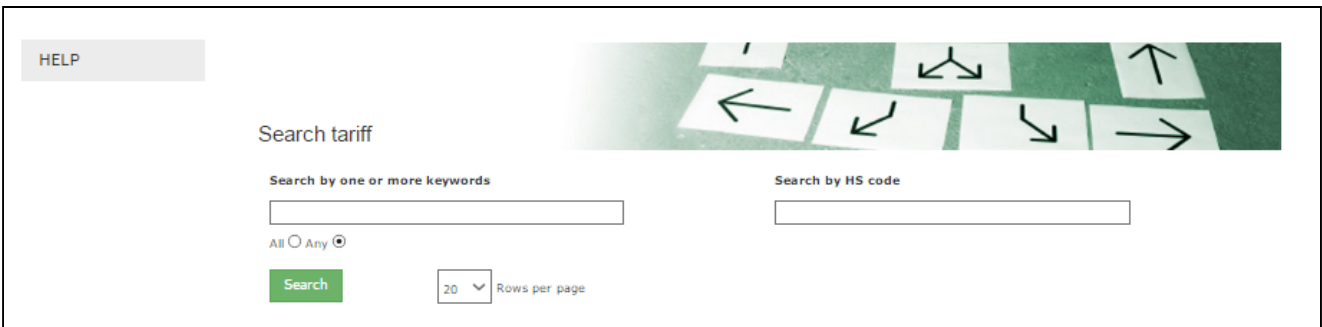 HELP
Search tariff
Search by one or more keywords
Search by HS code
All Any
Search
20 Rows per page